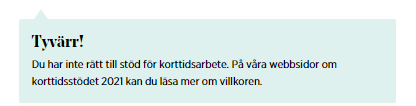 Tyvärr!
Du har inte rätt till stöd för korttidsarbete. På våra webbsidor om
korttidsstödet 2021 kan du läsa mer om villkoren.